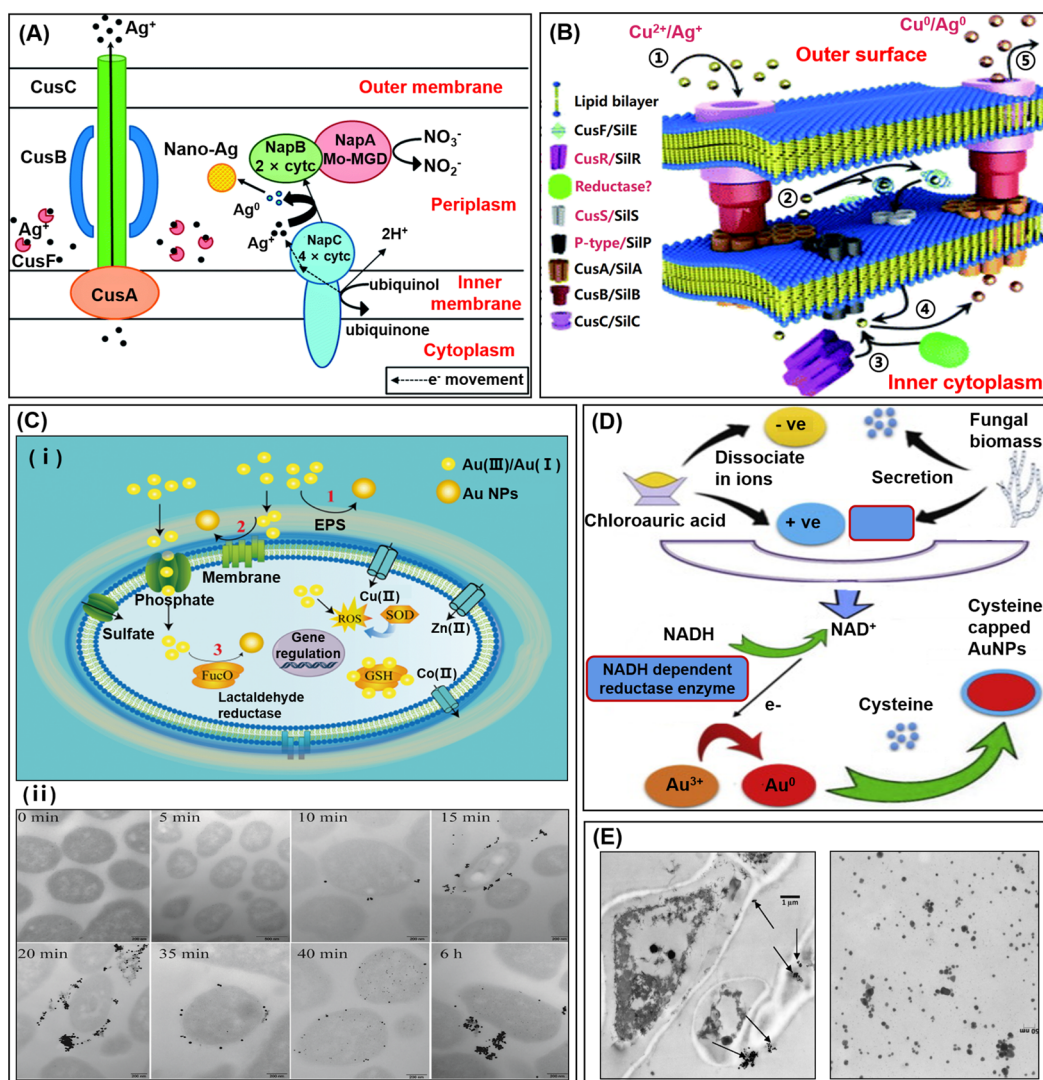 (A)
Ag⁺
CusC
Outer membrane
CusB
Nano-Ag
NapB
2 × cytc
NapA
Mo-MGD
NO₃⁻
NO₂⁻
Periplasm
Ag⁰
Ag⁺
CusF
Ag⁺
NapC
4 × cytc
2H⁺
CusA
ubiquinol
Inner
membrane
ubiquinone
Cytoplasm
e⁻ movement
(B)
Cu²⁺/Ag⁺
Cu⁰/Ag⁰
①
Outer surface
⑤
Lipid bilayer
CusF/SilE
CusR/SilR
Reductase?
CusS/SilS
P-type/SilP
CusA/SilA
CusB/SilB
CusC/SilC
②
④
③
Inner cytoplasm
(C)
(i)
Au(Ⅲ)/Au(Ⅰ)
Au NPs
1
EPS
2
Membrane
Phosphate
Sulfate
Cu(Ⅱ)
Zn(Ⅱ)
ROS
SOD
Gene
regulation
3
FucO
GSH
Co(Ⅱ)
Lactaldehyde
reductase
(ii)
0 min
5 min
10 min
15 min
20 min
35 min
40 min
6 h
(D)
- ve
Fungal
biomass
Dissociate
in ions
Secretion
Chloroauric acid
+ ve
NADH
NAD⁺
Cysteine
capped
AuNPs
NADH dependent
reductase enzyme
e-
Cysteine
Au³⁺
Au⁰
(E)
1 μm
50 nm